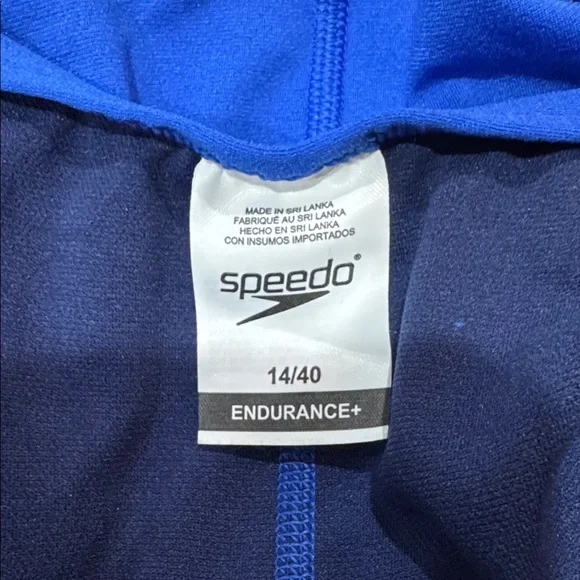 MADE IN SRI LANKA
FABRIQUÉ AU SRI LANKA
HECHO EN SRI LANKA
CON INSUMOS IMPORTADOS
speedo®
14/40
ENDURANCE+